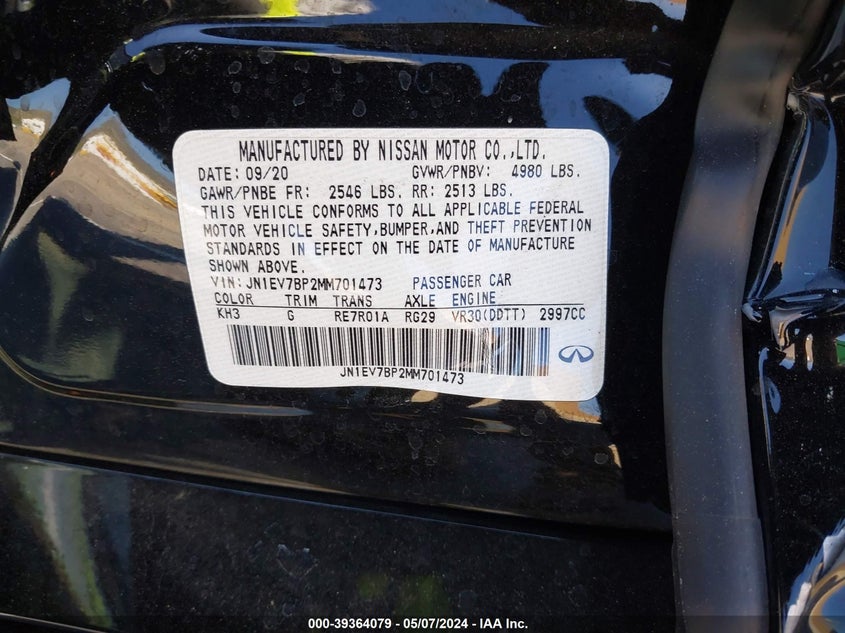 MANUFACTURED BY NISSAN MOTOR CO.,LTD.
DATE: 09/20 GVWR/PNBV: 4980 LBS.
GAWR/PNBE FR: 2546 LBS. RR: 2513 LBS.
THIS VEHICLE CONFORMS TO ALL APPLICABLE FEDERAL
MOTOR VEHICLE SAFETY,BUMPER,AND THEFT PREVENTION
STANDARDS IN EFFECT ON THE DATE OF MANUFACTURE
SHOWN ABOVE.
VIN: JN1EV7BP2MM701473 PASSENGER CAR
COLOR TRIM TRANS AXLE ENGINE
KH3 G RE7R01A RG29 VR30(DDTT) 2997CC
JN1EV7BP2MM701473
000-39364079 - 05/07/2024 - IAA Inc.